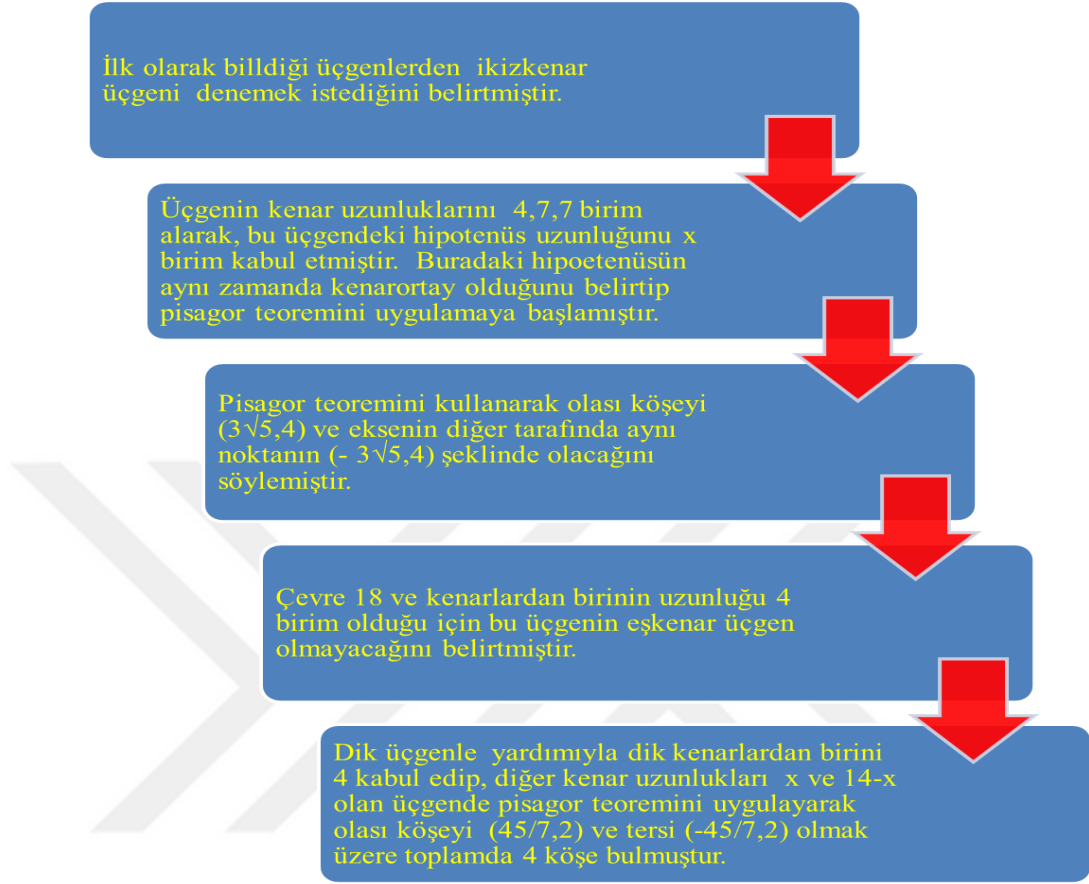 İlk olarak billdiği üçgenlerden ikizkenar
üçgeni denemek istediğini belirtmiştir.
Üçgenin kenar uzunluklarını 4,7,7 birim
alarak, bu üçgendeki hipotenüs uzunluğunu x
birim kabul etmiştir. Buradaki hipoetenüsün
aynı zamanda kenarortay olduğunu belirtip
pisagor teoremini uygulamaya başlamıştır.
Pisagor teoremini kullanarak olası köşeyi
(3√5,4) ve eksenin diğer tarafında aynı
noktanın (- 3√5,4) şeklinde olacağını
söylemiştir.
Çevre 18 ve kenarlardan birinin uzunluğu 4
birim olduğu için bu üçgenin eşkenar üçgen
olmayacağını belirtmiştir.
Dik üçgenle yardımıyla dik kenarlardan birini
4 kabul edip, diğer kenar uzunlukları x ve 14-x
olan üçgende pisagor teoremini uygulayarak
olası köşeyi (45/7,2) ve tersi (-45/7,2) olmak
üzere toplamda 4 köşe bulmuştur.